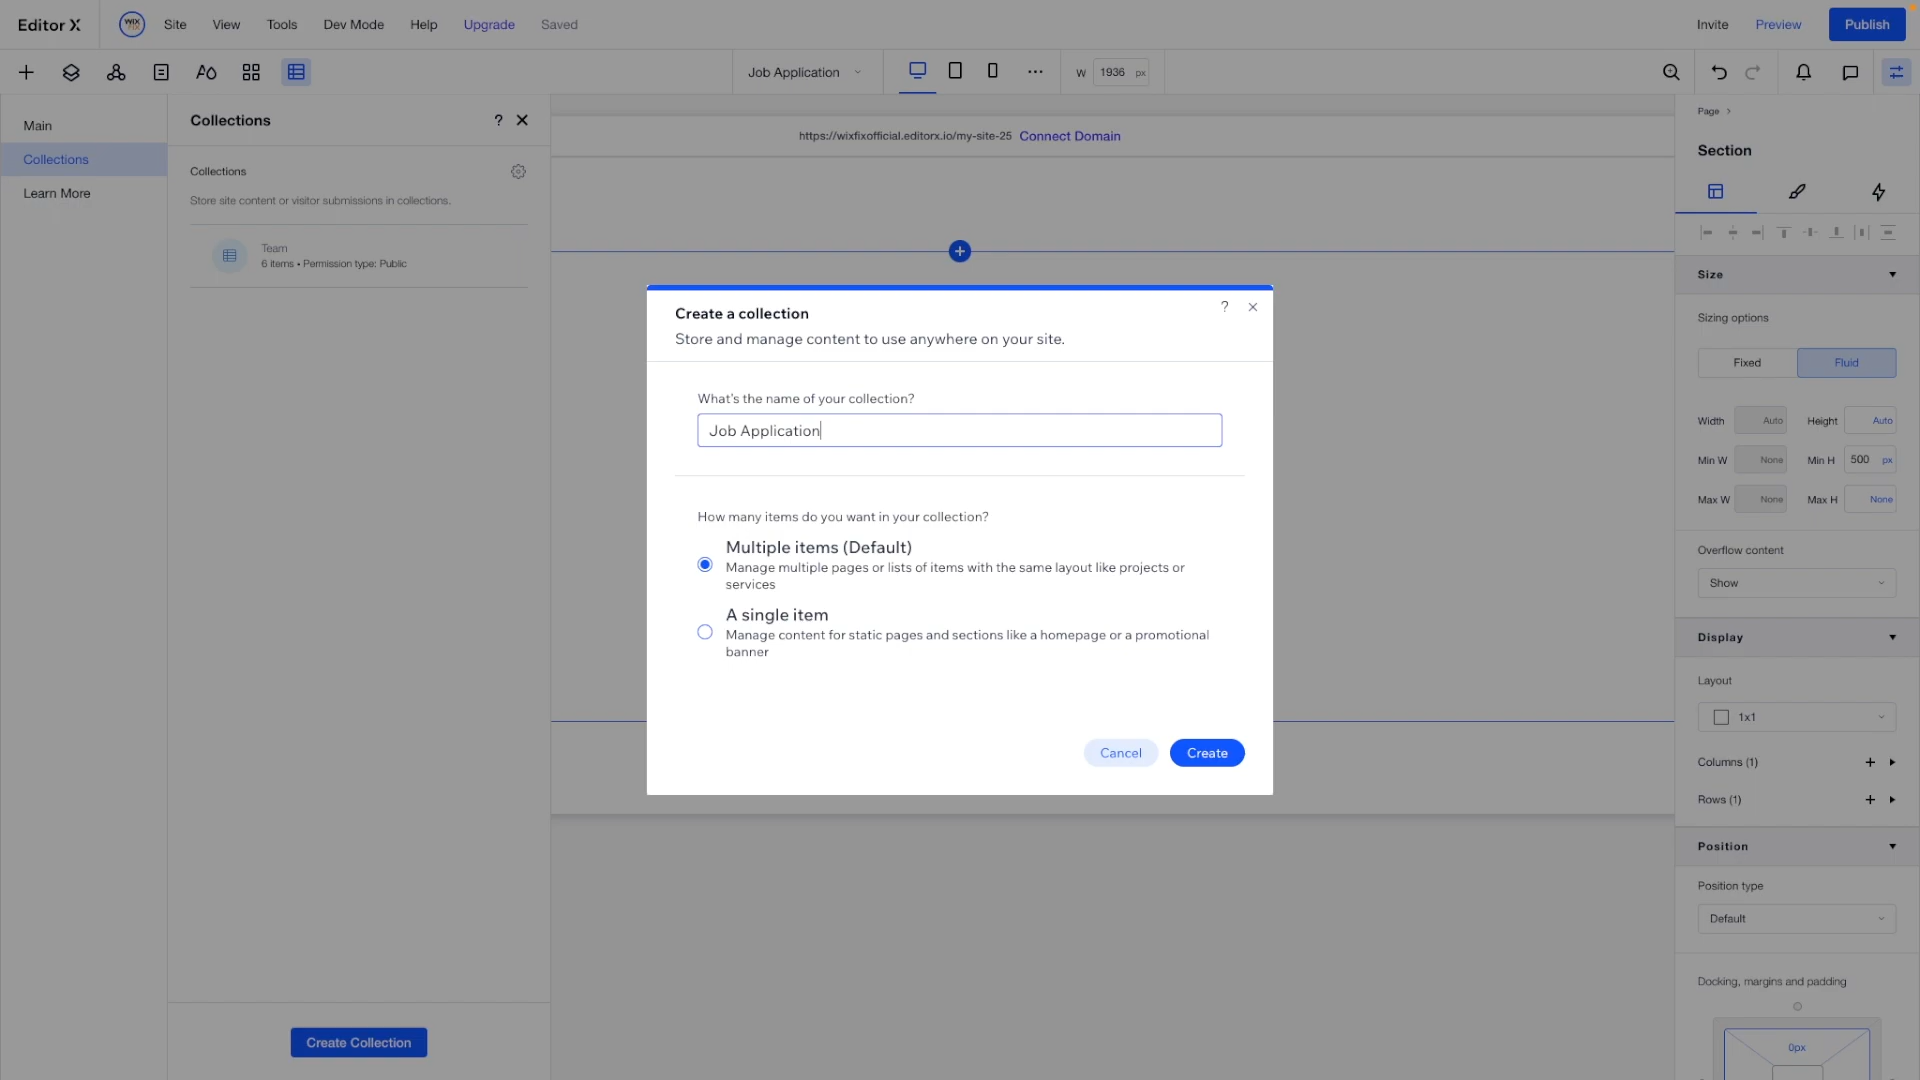 Editor X
WIX
FIX
Site
View
Tools
Dev Mode
Help
Upgrade
Saved
Invite
Preview
Publish
Job Application
W
1936
px
Main
Collections
Learn More
Collections
?
Collections
Store site content or visitor submissions in collections.
Team
6 items • Permission type: Public
Create Collection
https://wixfixofficial.editorx.io/my-site-25 Connect Domain
Create a collection
?
Store and manage content to use anywhere on your site.
What's the name of your collection?
Job Application
How many items do you want in your collection?
Multiple items (Default)
Manage multiple pages or lists of items with the same layout like projects or
services
A single item
Manage content for static pages and sections like a homepage or a promotional
banner
Cancel
Create
Page >
Section
Size
Sizing options
Fixed
Fluid
Width
Auto
Height
Auto
Min W
None
Min H
500 px
Max W
None
Max H
None
Overflow content
Show
Display
Layout
1x1
Columns (1)
Rows (1)
Position
Position type
Default
Docking, margins and padding
0px